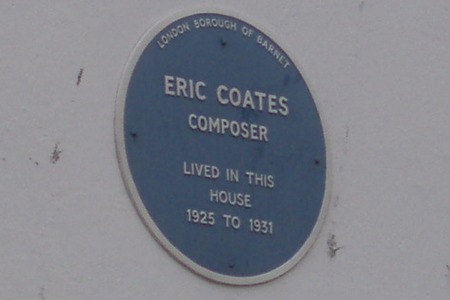 LONDON BOROUGH OF BARNET
ERIC COATES
COMPOSER
LIVED IN THIS
HOUSE
1925 TO 1931